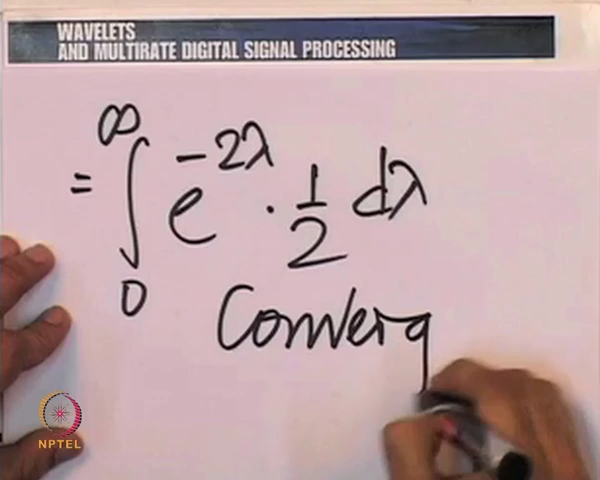 WAVELETS
AND MULTIRATE DIGITAL SIGNAL PROCESSING
= ∫₀^∞ e^{-2λ} · 1/2 dλ
Converg
NPTEL